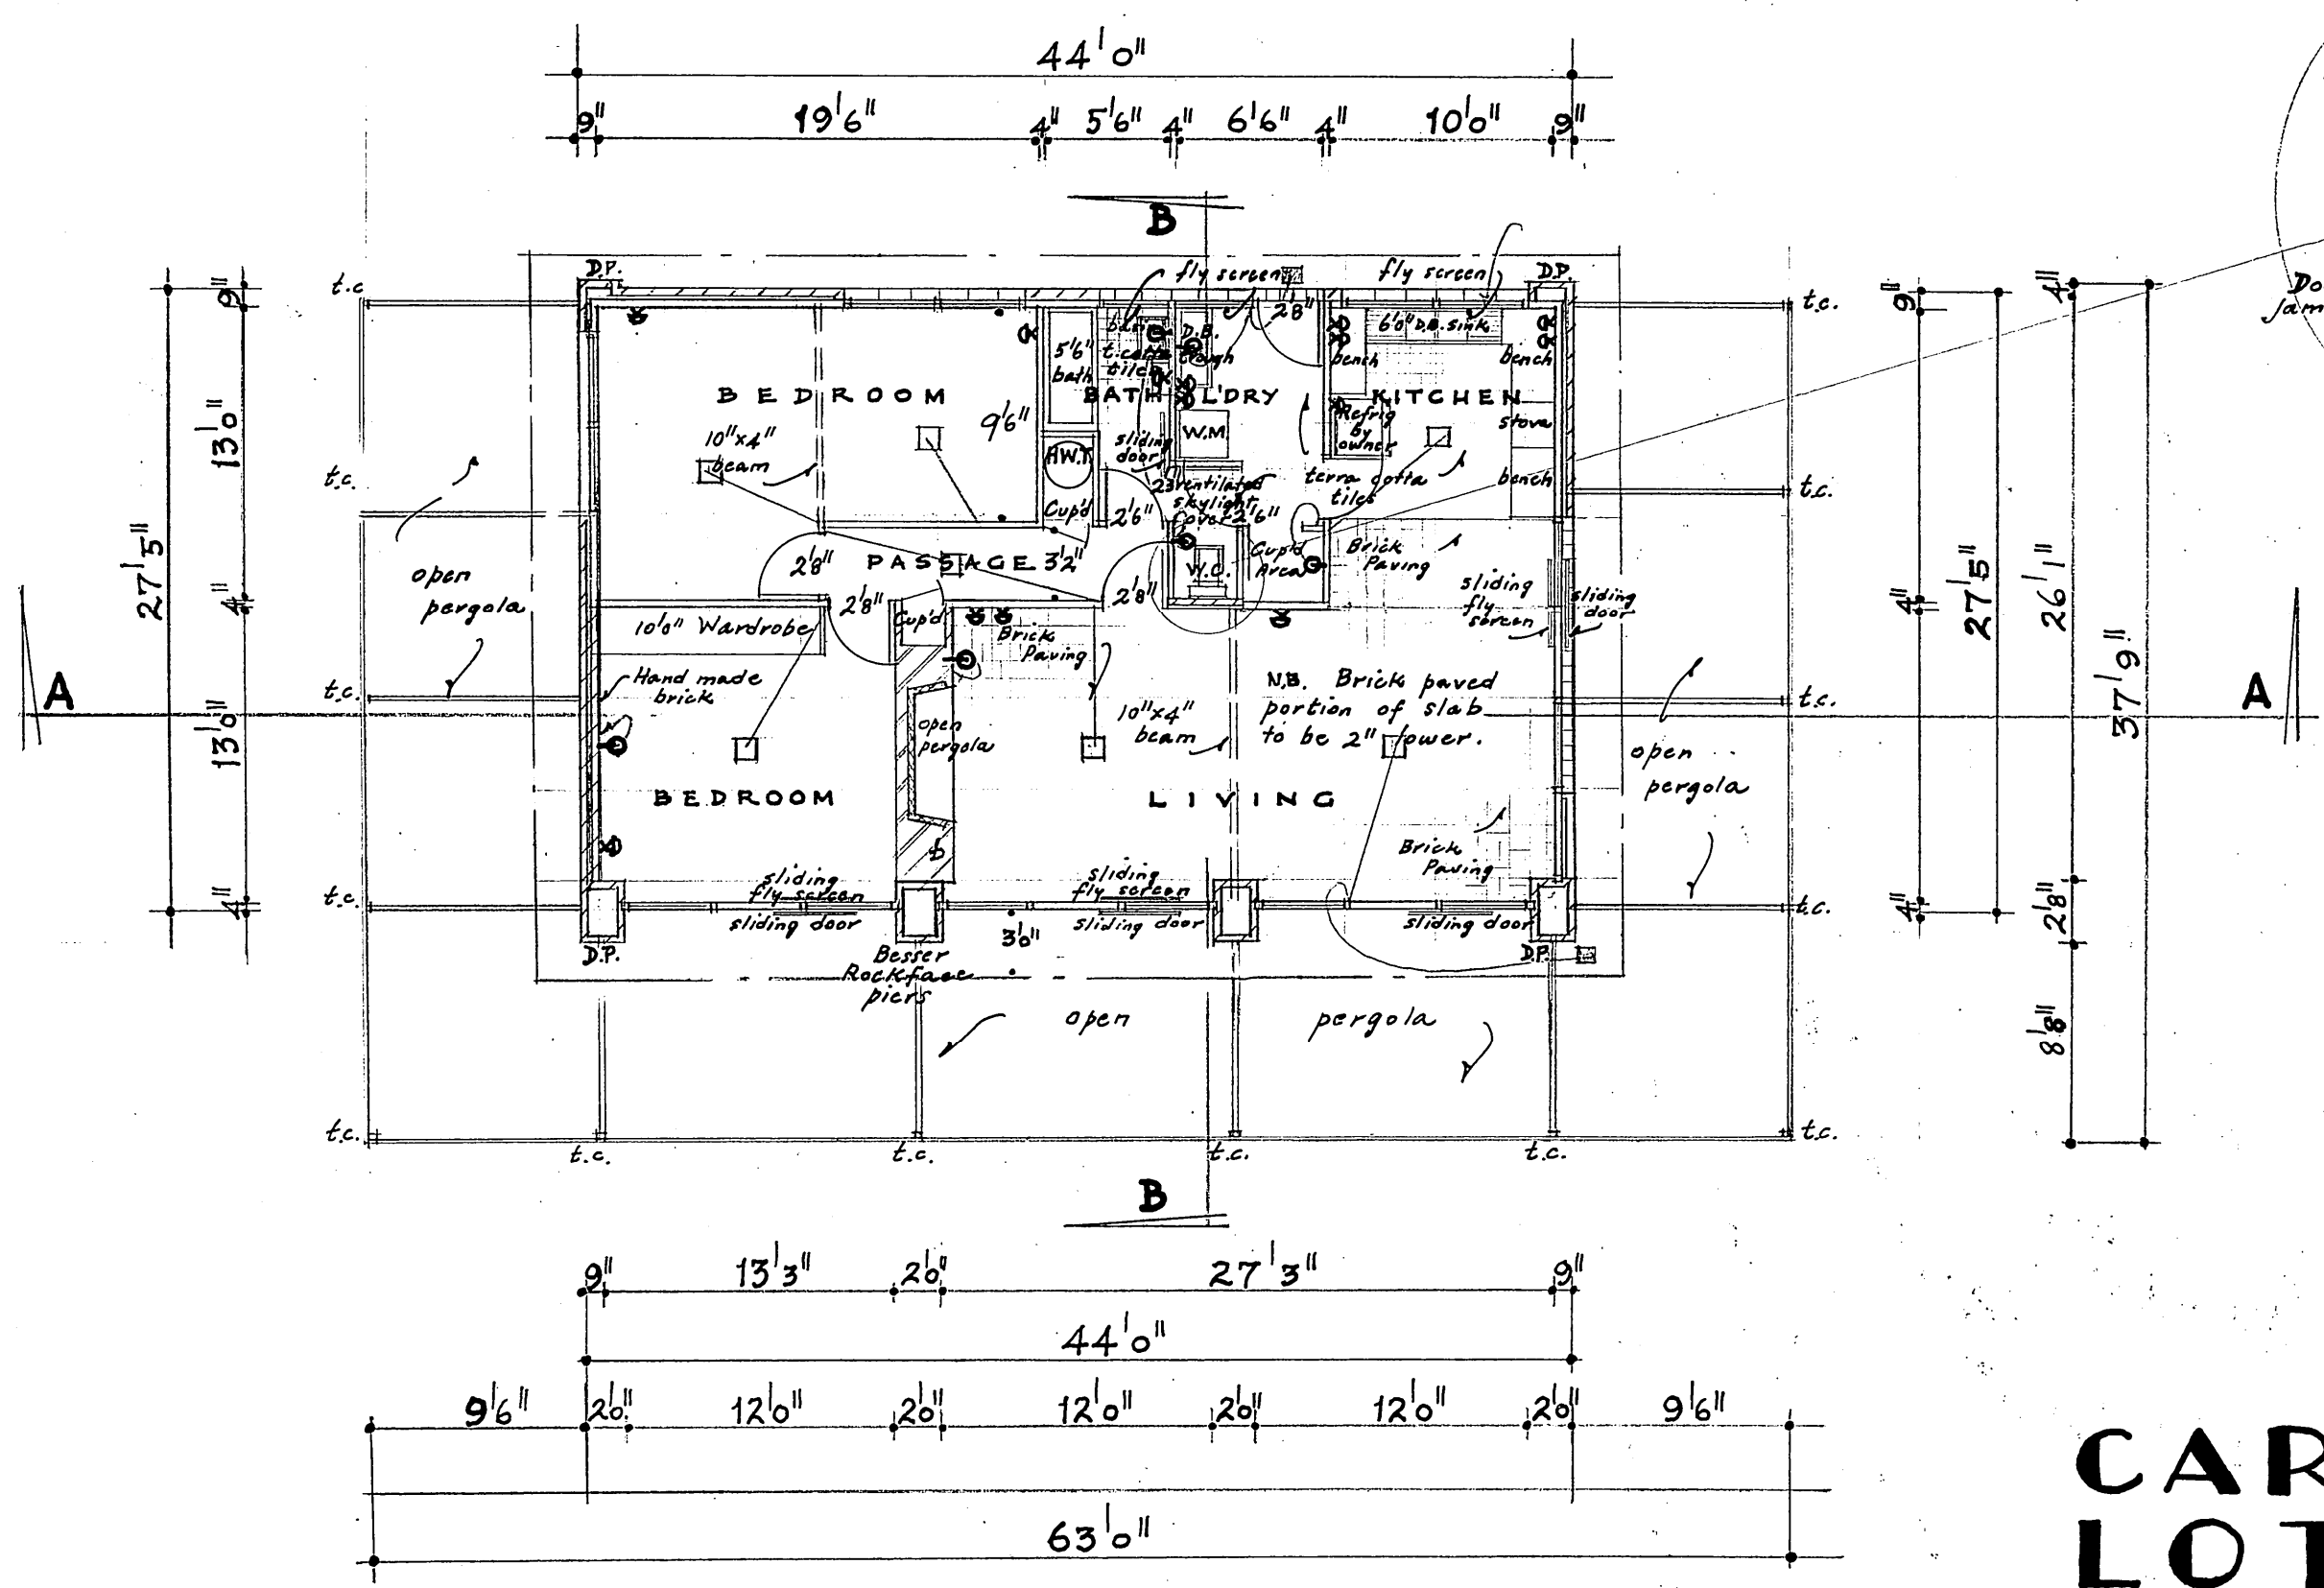 44'0"
9" 19'6" 4" 5'6" 4" 6'6" 4" 10'0" 9"
B
D.P. fly screen fly screen D.P.
t.c t.c.
9" 9" 4"
2'8"
basin
t.cotta
tiles
D.B.
trough
6'0" D.B. Sink
bench bench
5'6"
bath
BEDROOM BATH L'DRY KITCHEN
9'6"
10"x4"
beam
sliding
door
W.M.
Refrig
by
owner
stove
H.W.T.
t.c. t.c.
Cup'd
2'6"
23 ventilated
skylight
over 2'6"
terra cotta
tiles
bench
13'0"
27'5"
4"
13'0"
4"
open
pergola
2'8" PASSAGE 3'2"
W.C.
Cup'd
Area
Brick
Paving
sliding
fly
screen
sliding
door
2'8" 2'8"
10'0" Wardrobe
Cup'd
Brick
Paving
Hand made
brick
open
pergola
10"x4"
beam
N.B. Brick paved
portion of slab
to be 2" lower.
A A
t.c. t.c.
open
pergola
BEDROOM LIVING
Brick
Paving
sliding
fly screen
sliding door
sliding
fly screen
sliding door
sliding door
t.c. t.c.
D.P. 3'0" D.P.
Besser
Rockface
piers
open pergola
4"
27'5"
4"
26'1"
37'9"
2'8"
8'8"
Do
Jam
t.c. t.c.
t.c. t.c. t.c. t.c.
B
9" 13'3" 2'0" 27'3" 9"
44'0"
9'6" 2'0" 12'0" 2'0" 12'0" 2'0" 12'0" 2'0" 9'6"
63'0"
CAR
LOT